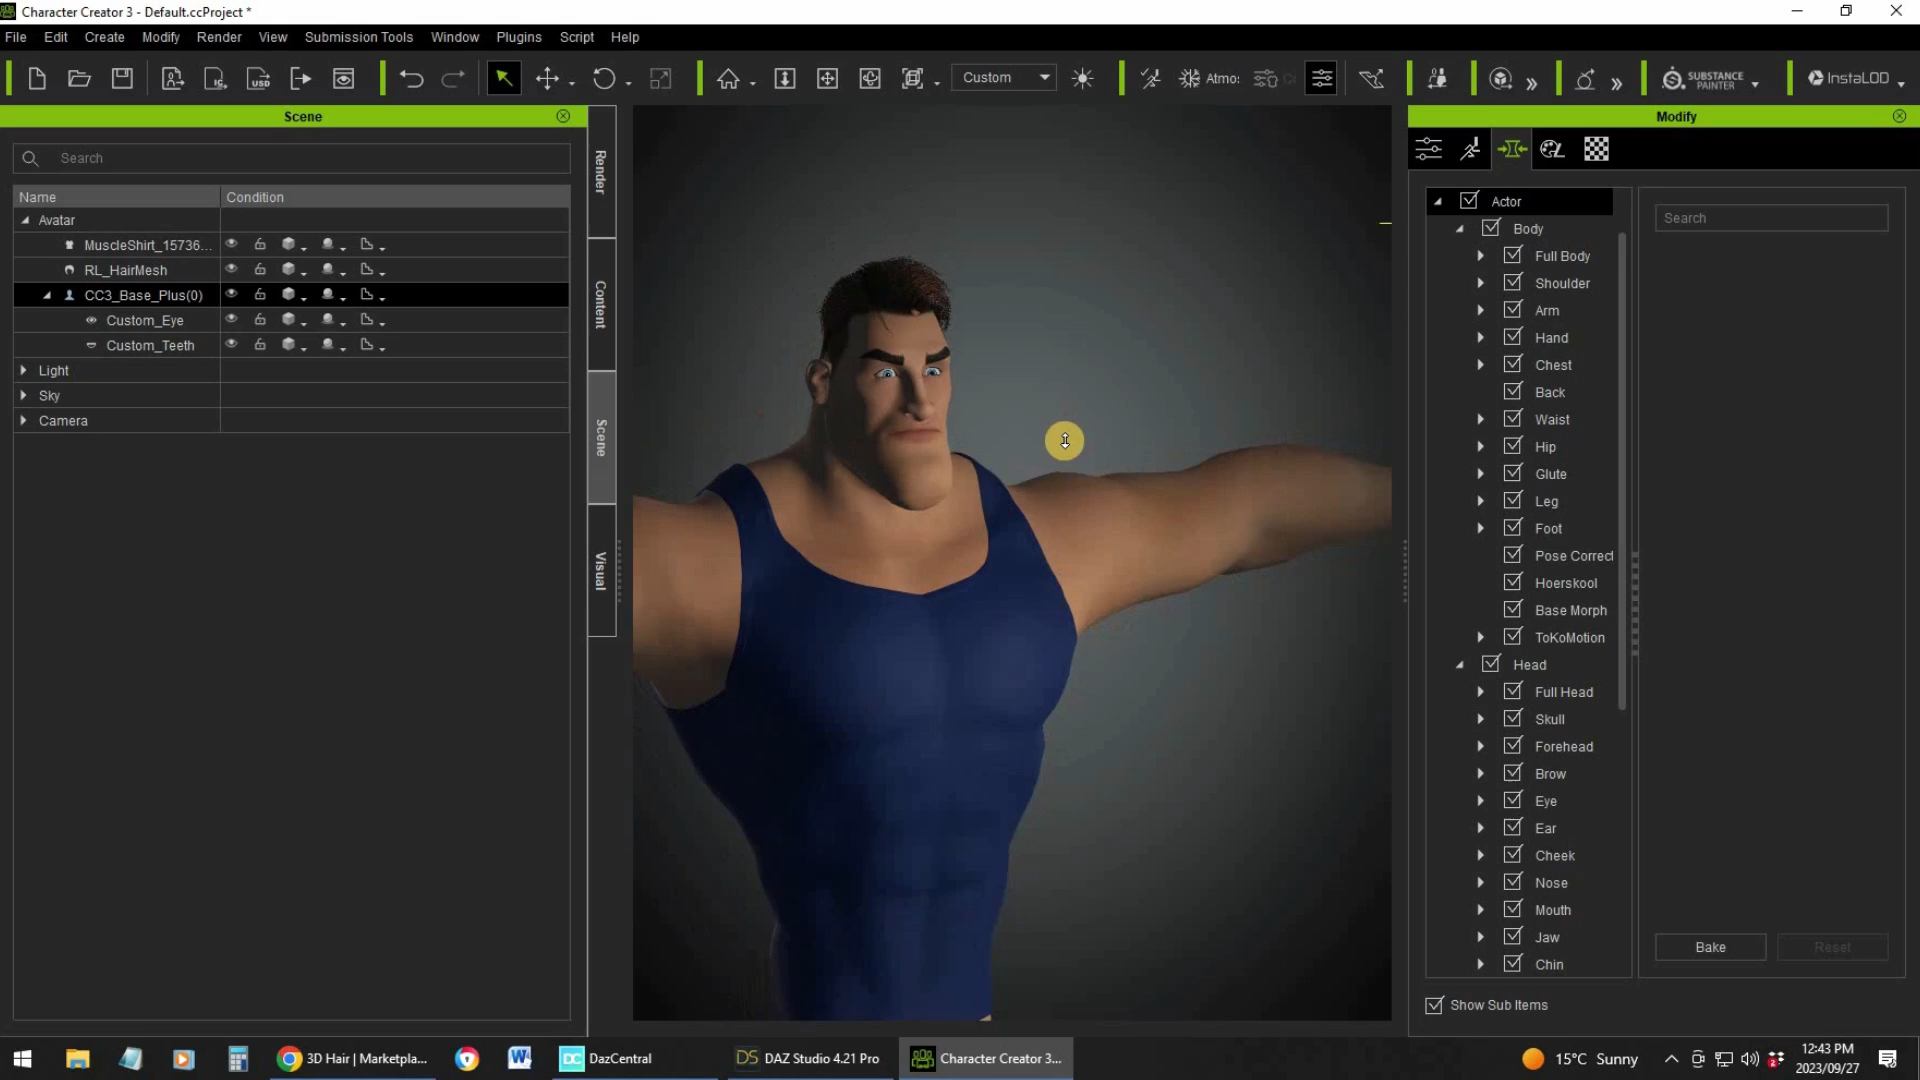 Character Creator 3 - Default.ccProject *
File Edit Create Modify Render View Submission Tools Window Plugins Script Help
Custom Atmo: SUBSTANCE PAINTER InstaLOD
Scene
Search
Name Condition
Avatar
MuscleShirt_15736...
RL_HairMesh
CC3_Base_Plus(0)
Custom_Eye
Custom_Teeth
Light
Sky
Camera
Render
Content
Scene
Visual
Modify
Search
Actor
Body
Full Body
Shoulder
Arm
Hand
Chest
Back
Waist
Hip
Glute
Leg
Foot
Pose Correct
Hoerskool
Base Morph
ToKoMotion
Head
Full Head
Skull
Forehead
Brow
Eye
Ear
Cheek
Nose
Mouth
Jaw
Chin
Bake Reset
Show Sub Items
3D Hair | Marketpla... DazCentral DAZ Studio 4.21 Pro Character Creator 3... 15°C Sunny
12:43 PM
2023/09/27